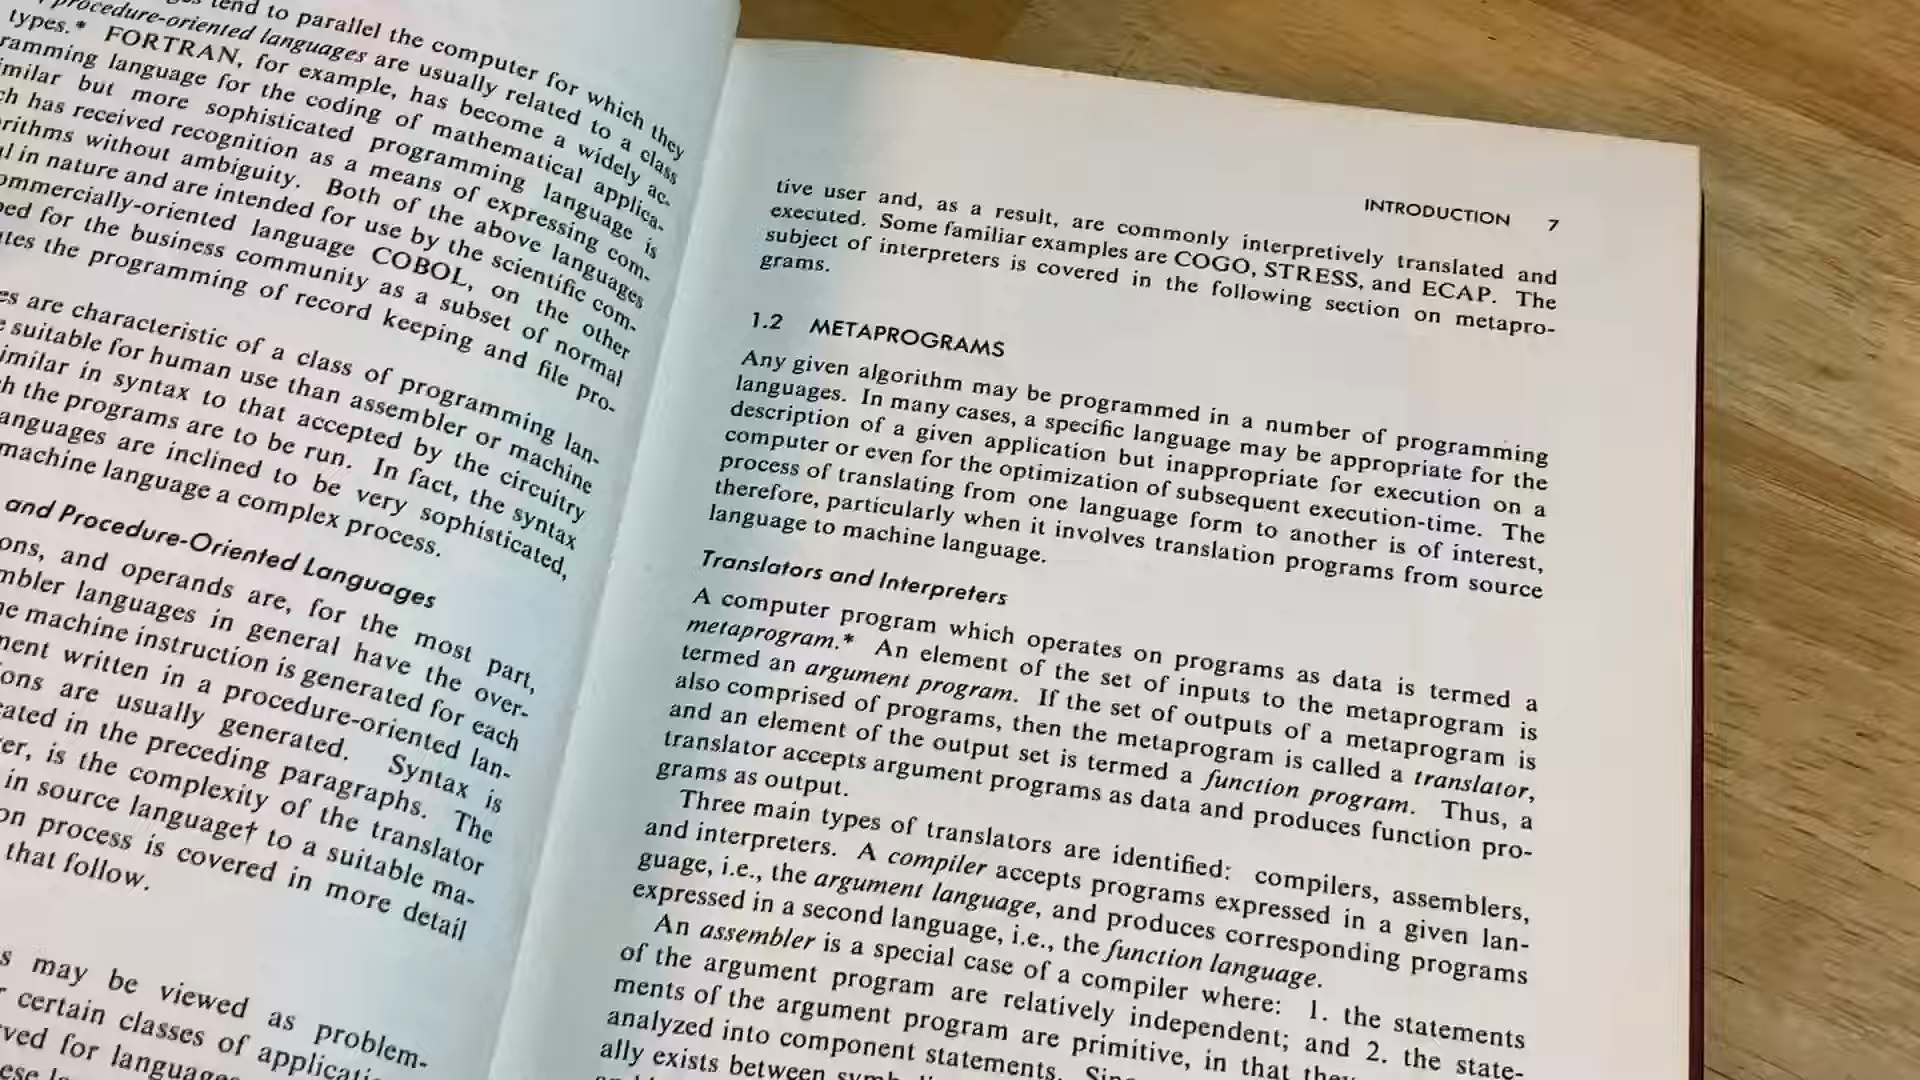 tend to parallel the computer for which they
procedure-oriented languages are usually related to a class
types.* FORTRAN, for example, has become a widely ac-
ramming language for the coding of mathematical applica-
imilar but more sophisticated programming language is
ch has received recognition as a means of expressing com-
rithms without ambiguity. Both of the above languages
l in nature and are intended for use by the scientific com-
ommercially-oriented language COBOL, on the other
ped for the business community as a subset of normal
ates the programming of record keeping and file pro-
es are characteristic of a class of programming lan-
e suitable for human use than assembler or machine
imilar in syntax to that accepted by the circuitry
h the programs are to be run. In fact, the syntax
anguages are inclined to be very sophisticated,
machine language a complex process.
and Procedure-Oriented Languages
ons, and operands are, for the most part,
mbler languages in general have the over-
ne machine instruction is generated for each
ment written in a procedure-oriented lan-
ions are usually generated. Syntax is
cated in the preceding paragraphs. The
er, is the complexity of the translator
in source language† to a suitable ma-
on process is covered in more detail
that follow.
s may be viewed as problem-
r certain classes of applicati
ved for languages
ese
INTRODUCTION 7
tive user and, as a result, are commonly interpretively translated and
executed. Some familiar examples are COGO, STRESS, and ECAP. The
subject of interpreters is covered in the following section on metapro-
grams.
1.2 METAPROGRAMS
Any given algorithm may be programmed in a number of programming
languages. In many cases, a specific language may be appropriate for the
description of a given application but inappropriate for execution on a
computer or even for the optimization of subsequent execution-time. The
process of translating from one language form to another is of interest,
therefore, particularly when it involves translation programs from source
language to machine language.
Translators and Interpreters
A computer program which operates on programs as data is termed a
metaprogram.* An element of the set of inputs to the metaprogram is
termed an argument program. If the set of outputs of a metaprogram is
also comprised of programs, then the metaprogram is called a translator,
and an element of the output set is termed a function program. Thus, a
translator accepts argument programs as data and produces function pro-
grams as output.
Three main types of translators are identified: compilers, assemblers,
and interpreters. A compiler accepts programs expressed in a given lan-
guage, i.e., the argument language, and produces corresponding programs
expressed in a second language, i.e., the function language.
An assembler is a special case of a compiler where: 1. the statements
of the argument program are relatively independent; and 2. the state-
ments of the argument program are primitive, in that they
analyzed into component statements.
ally exists between